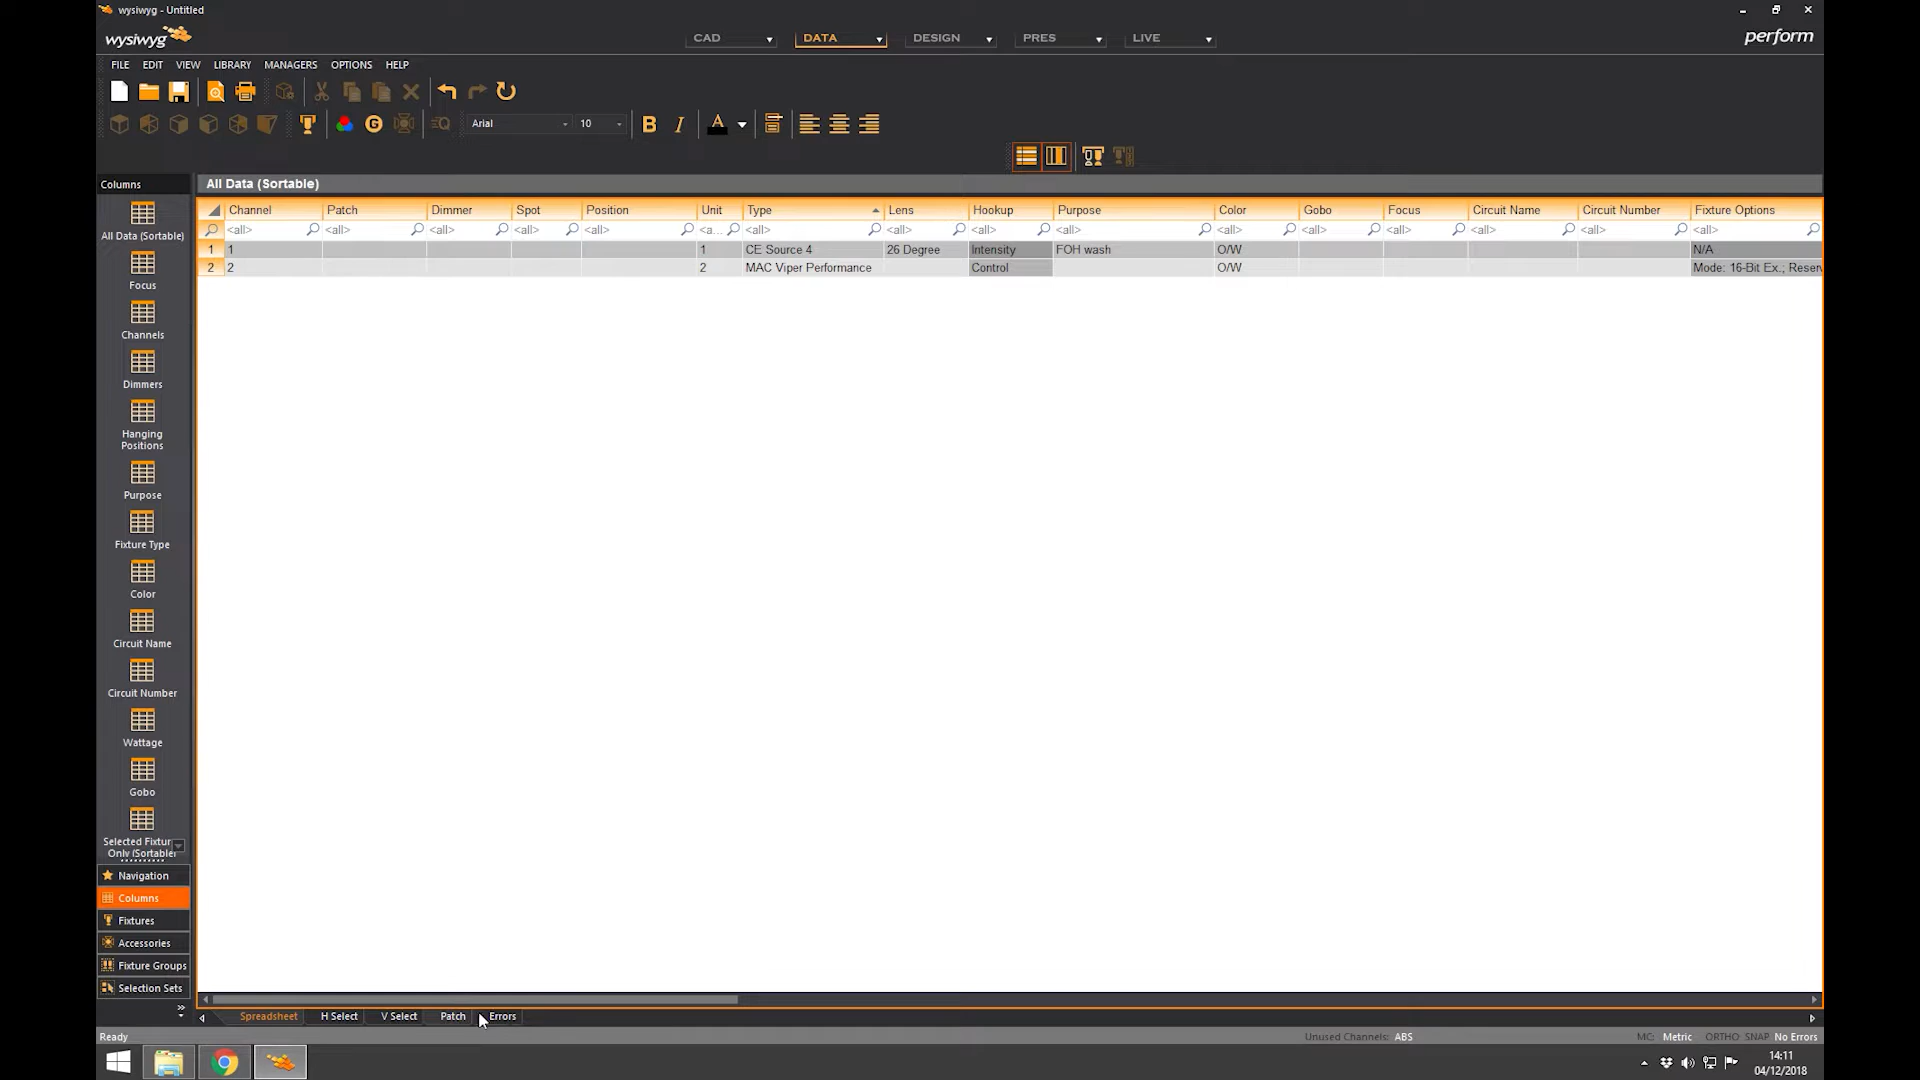 wysiwyg - Untitled
wysiwyg
CAD DATA DESIGN PRES LIVE
perform
FILE EDIT VIEW LIBRARY MANAGERS OPTIONS HELP
Arial 10 B I A
Columns
All Data (Sortable)
Channel Patch Dimmer Spot Position Unit Type Lens Hookup Purpose Color Gobo Focus Circuit Name Circuit Number Fixture Options
<all> <all> <all> <all> <all> <a... <all> <all> <all> <all> <all> <all> <all> <all> <all> <all>
1 1 1 CE Source 4 26 Degree Intensity FOH wash O/W N/A
2 2 2 MAC Viper Performance Control O/W Mode: 16-Bit Ex.; Reserv
All Data (Sortable)
Focus
Channels
Dimmers
Hanging
Positions
Purpose
Fixture Type
Color
Circuit Name
Circuit Number
Wattage
Gobo
Selected Fixtur
Only (Sortable)
Navigation
Columns
Fixtures
Accessories
Fixture Groups
Selection Sets
Spreadsheet H Select V Select Patch Errors
Ready
Unused Channels: ABS
MC: Metric ORTHO SNAP No Errors
14:11
04/12/2018